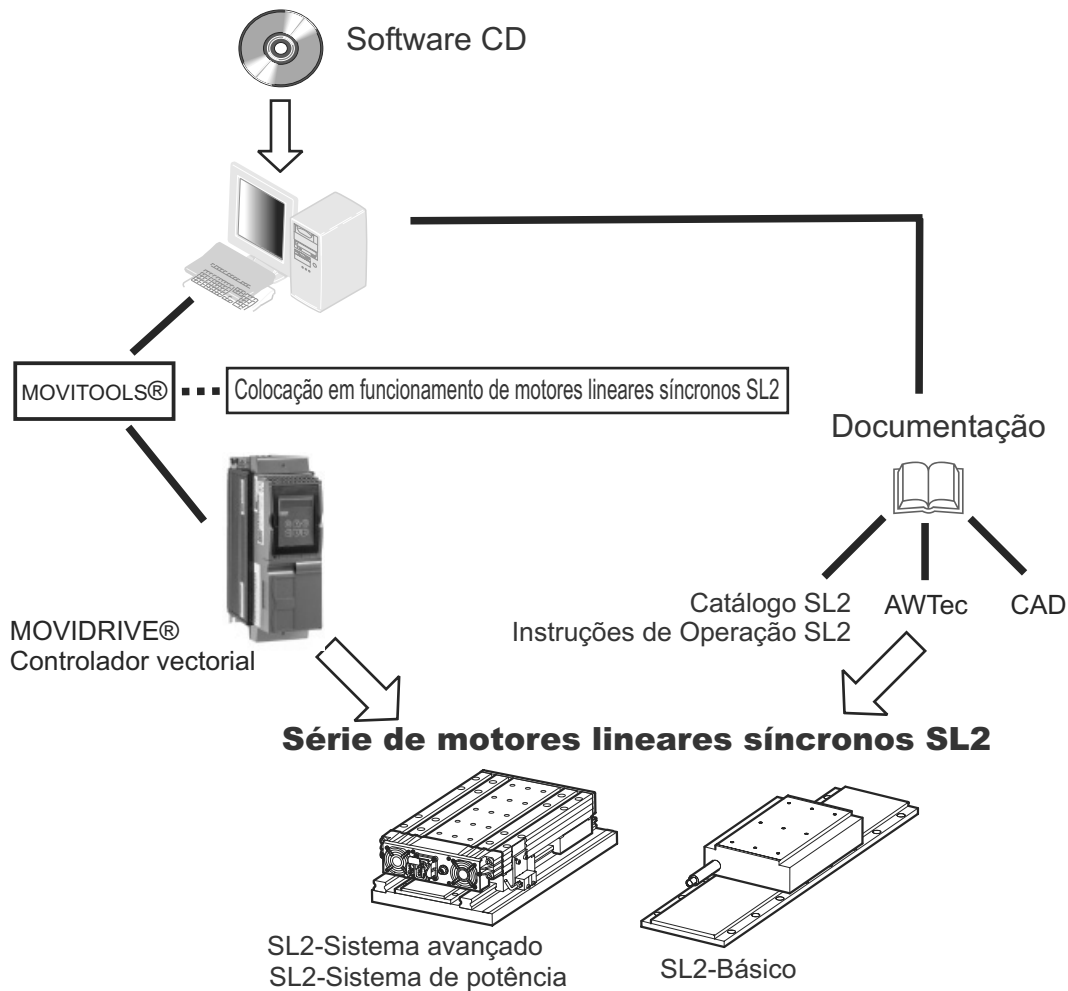 Software CD
MOVITOOLS®
Colocação em funcionamento de motores lineares síncronos SL2
Documentação
Catálogo SL2
Instruções de Operação SL2
AWTec
CAD
MOVIDRIVE®
Controlador vectorial
Série de motores lineares síncronos SL2
SL2-Sistema avançado
SL2-Sistema de potência
SL2-Básico